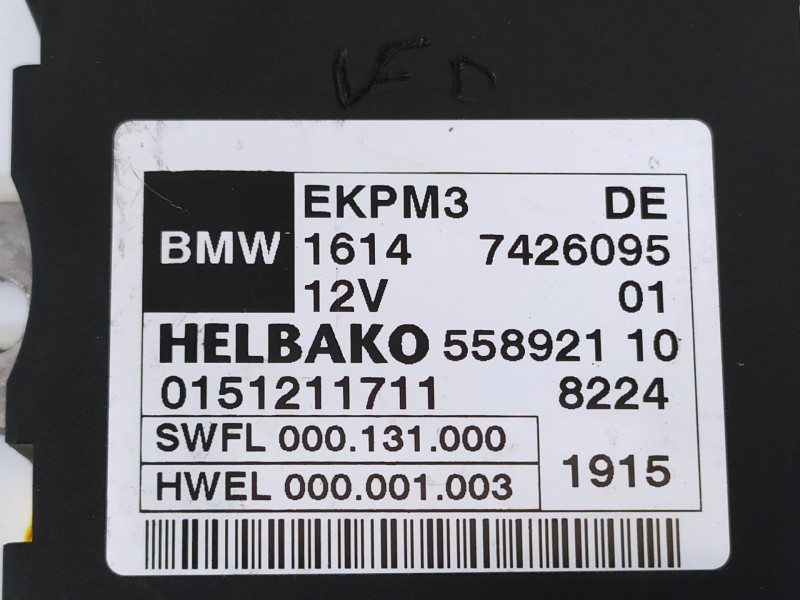 EKPM3 DE
BMW 1614 7426095
12V 01
HELBAKO 558921 10
0151211711 8224
SWFL 000.131.000
HWEL 000.001.003 1915